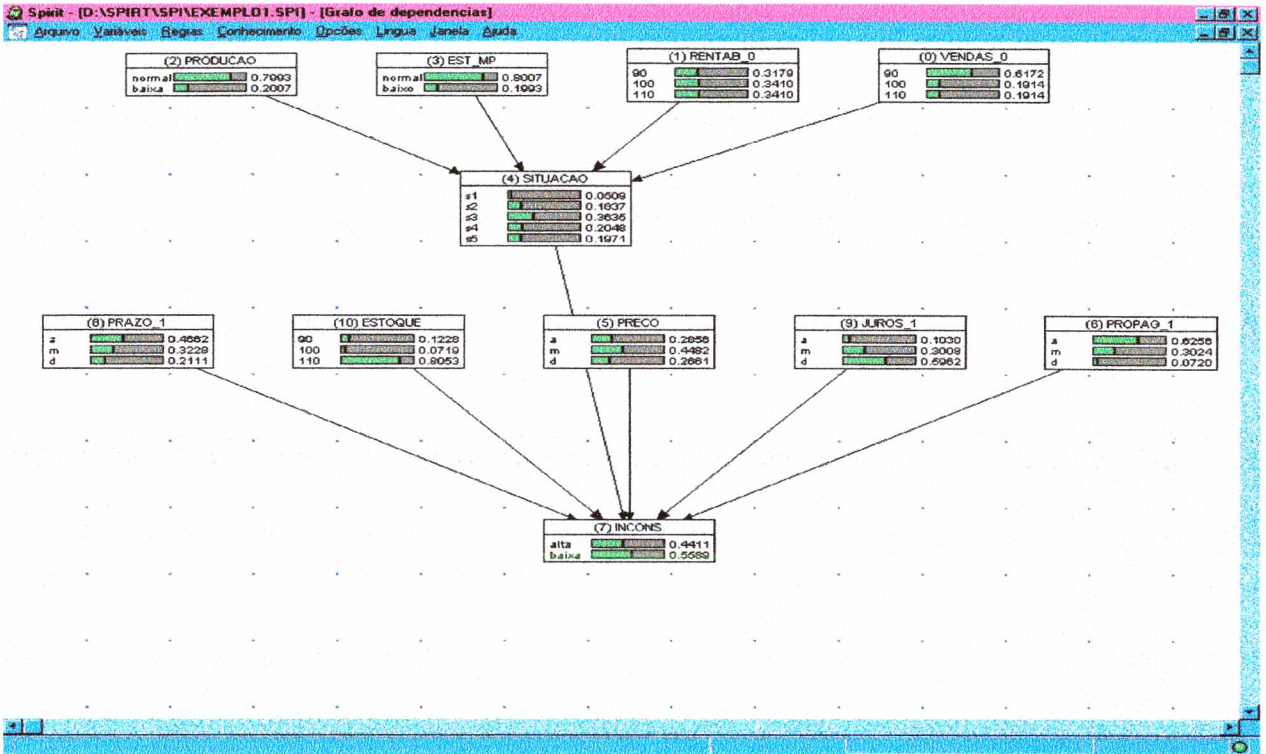 Spirit - [D:\SPIRT\SPI\EXEMPLO1.SPI] - [Grafo de dependencias]
Arquivo Variáveis Regras Conhecimento Opcões Lingua Janela Ajuda
(2) PRODUCAO
normal 0.7993
baixa 0.2007
(3) EST_MP
normal 0.8007
baixo 0.1993
(1) RENTAB_0
90 0.3179
100 0.3410
110 0.3410
(0) VENDAS_0
90 0.6172
100 0.1914
110 0.1914
(4) SITUACAO
s1 0.0509
s2 0.1837
s3 0.3635
s4 0.2048
s5 0.1971
(8) PRAZO_1
a 0.4662
m 0.3228
d 0.2111
(10) ESTOQUE
90 0.1228
100 0.0719
110 0.8053
(5) PRECO
a 0.2856
m 0.4482
d 0.2661
(9) JUROS_1
a 0.1030
m 0.3008
d 0.5962
(6) PROPAG_1
a 0.6256
m 0.3024
d 0.0720
(7) INCONS
alta 0.4411
baixa 0.5589